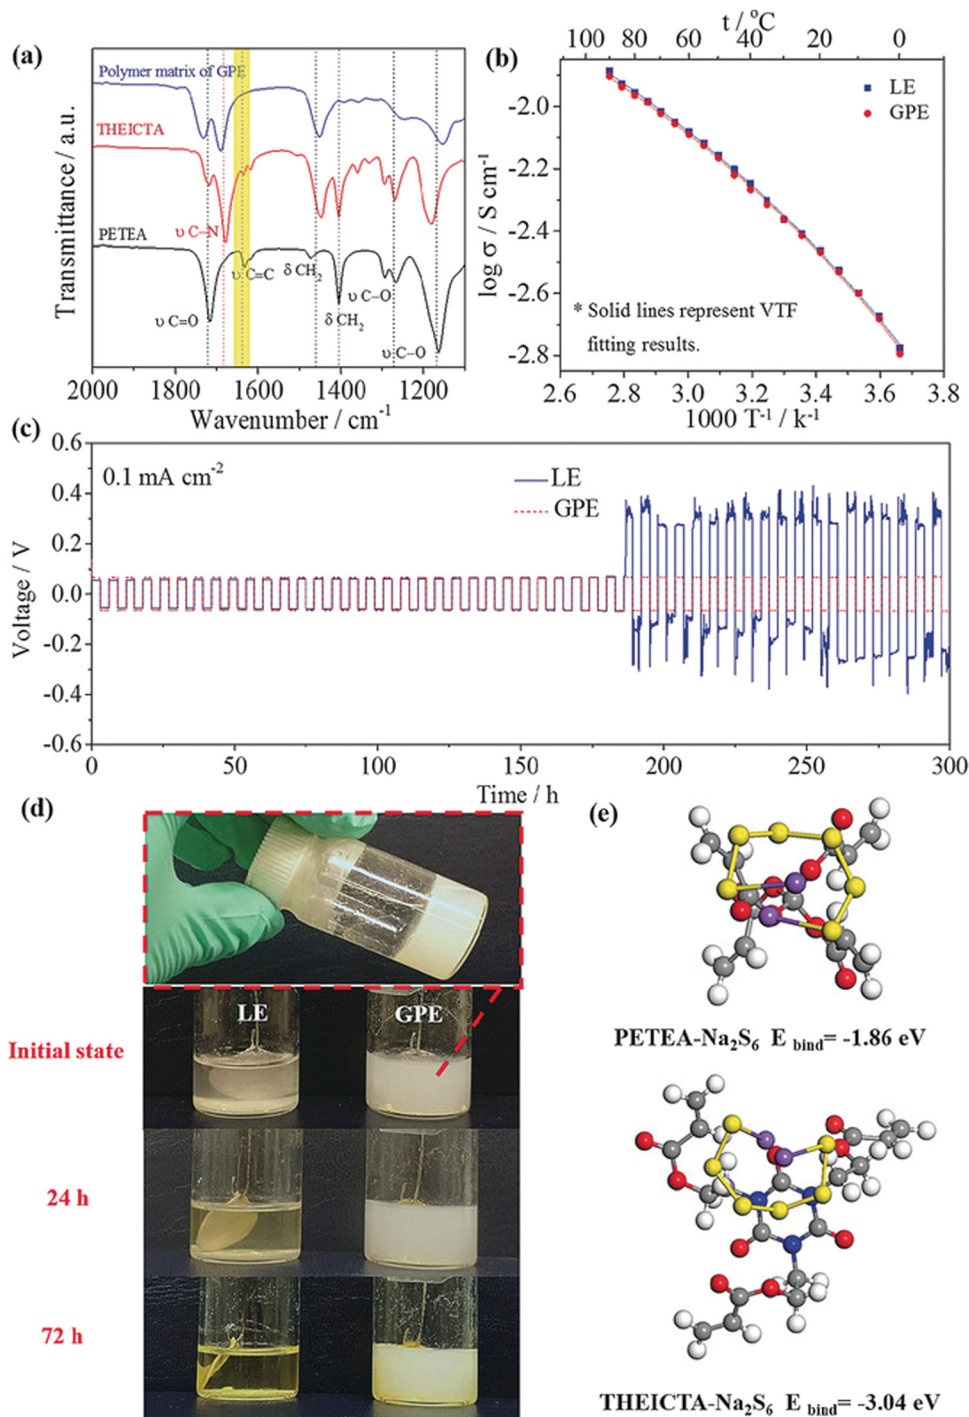 (a)
Polymer matrix of GPE
THEICTA
υ C–N
PETEA
υ C=C
δ CH₂
υ C–O
υ C=O
δ CH₂
υ C–O
Transmittance / a.u.
2000 1800 1600 1400 1200
Wavenumber / cm⁻¹
(b)
t / °C
100 80 60 40 20 0
LE
GPE
log σ / S cm⁻¹
-2.0
-2.2
-2.4
-2.6
-2.8
* Solid lines represent VTF
fitting results.
2.6 2.8 3.0 3.2 3.4 3.6 3.8
1000 T⁻¹ / k⁻¹
(c)
0.1 mA cm⁻²
LE
GPE
Voltage / V
0.6
0.4
0.2
0.0
-0.2
-0.4
-0.6
0 50 100 150 200 250 300
Time / h
(d)
LE GPE
Initial state
24 h
72 h
(e)
PETEA-Na₂S₆ E bind= -1.86 eV
THEICTA-Na₂S₆ E bind= -3.04 eV